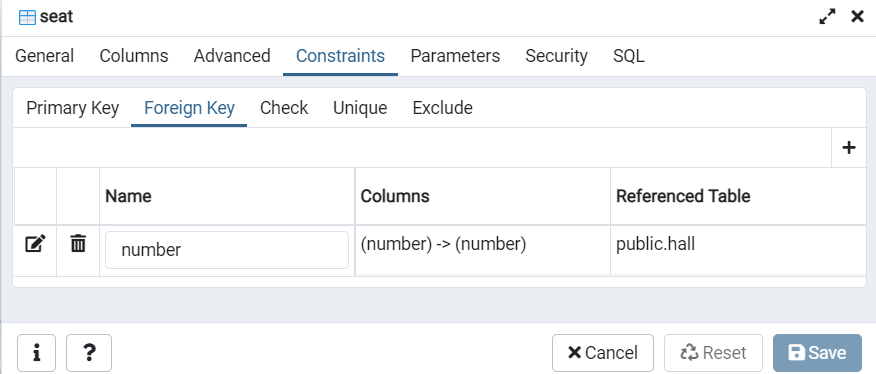 seat
General Columns Advanced Constraints Parameters Security SQL
Primary Key Foreign Key Check Unique Exclude
+
Name Columns Referenced Table
number (number) -> (number) public.hall
i ? Cancel Reset Save